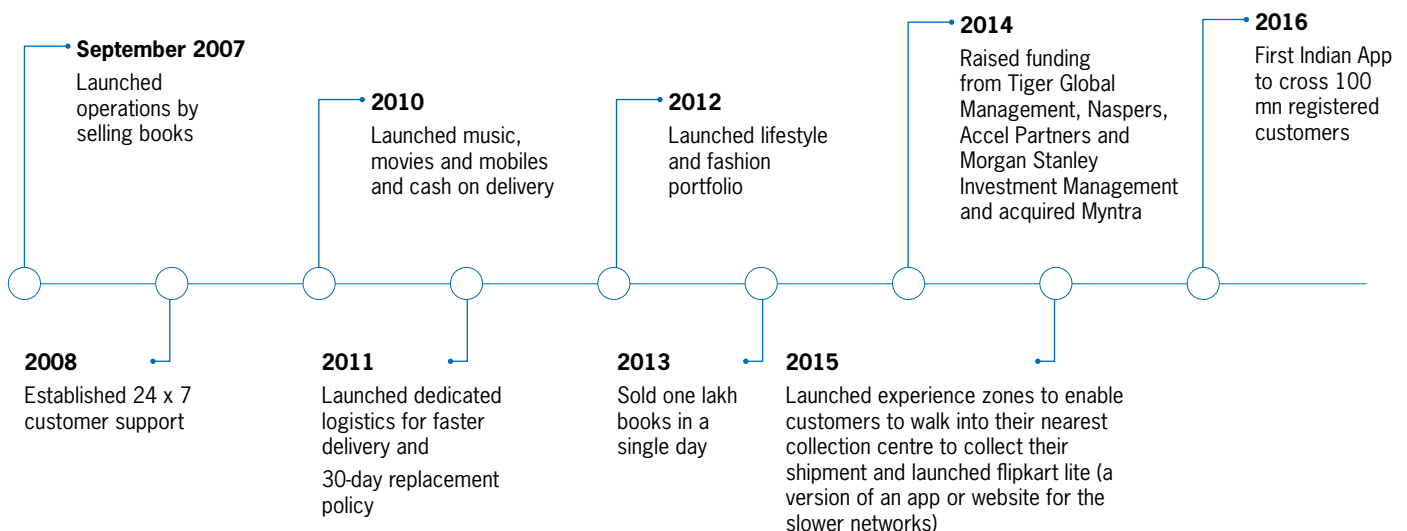 September 2007
Launched
operations by
selling books
2008
Established 24 x 7
customer support
2010
Launched music,
movies and mobiles
and cash on delivery
2011
Launched dedicated
logistics for faster
delivery and
30-day replacement
policy
2012
Launched lifestyle
and fashion
portfolio
2013
Sold one lakh
books in a
single day
2014
Raised funding
from Tiger Global
Management, Naspers,
Accel Partners and
Morgan Stanley
Investment Management
and acquired Myntra
2015
Launched experience zones to enable
customers to walk into their nearest
collection centre to collect their
shipment and launched flipkart lite (a
version of an app or website for the
slower networks)
2016
First Indian App
to cross 100
mn registered
customers